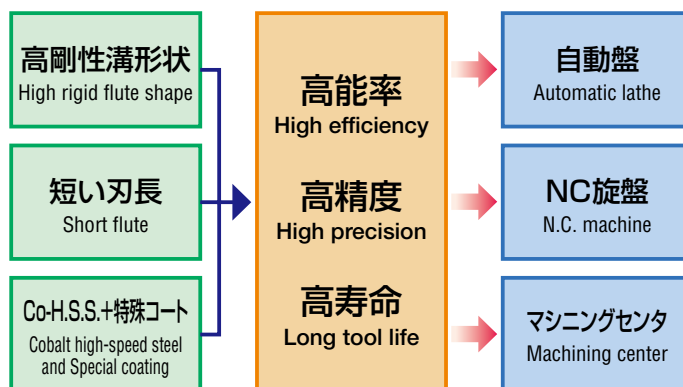 高剛性溝形状
High rigid flute shape
短い刃長
Short flute
Co-H.S.S.+特殊コート
Cobalt high-speed steel
and Special coating
高能率
High efficiency
高精度
High precision
高寿命
Long tool life
自動盤
Automatic lathe
NC旋盤
N.C. machine
マシニングセンタ
Machining center